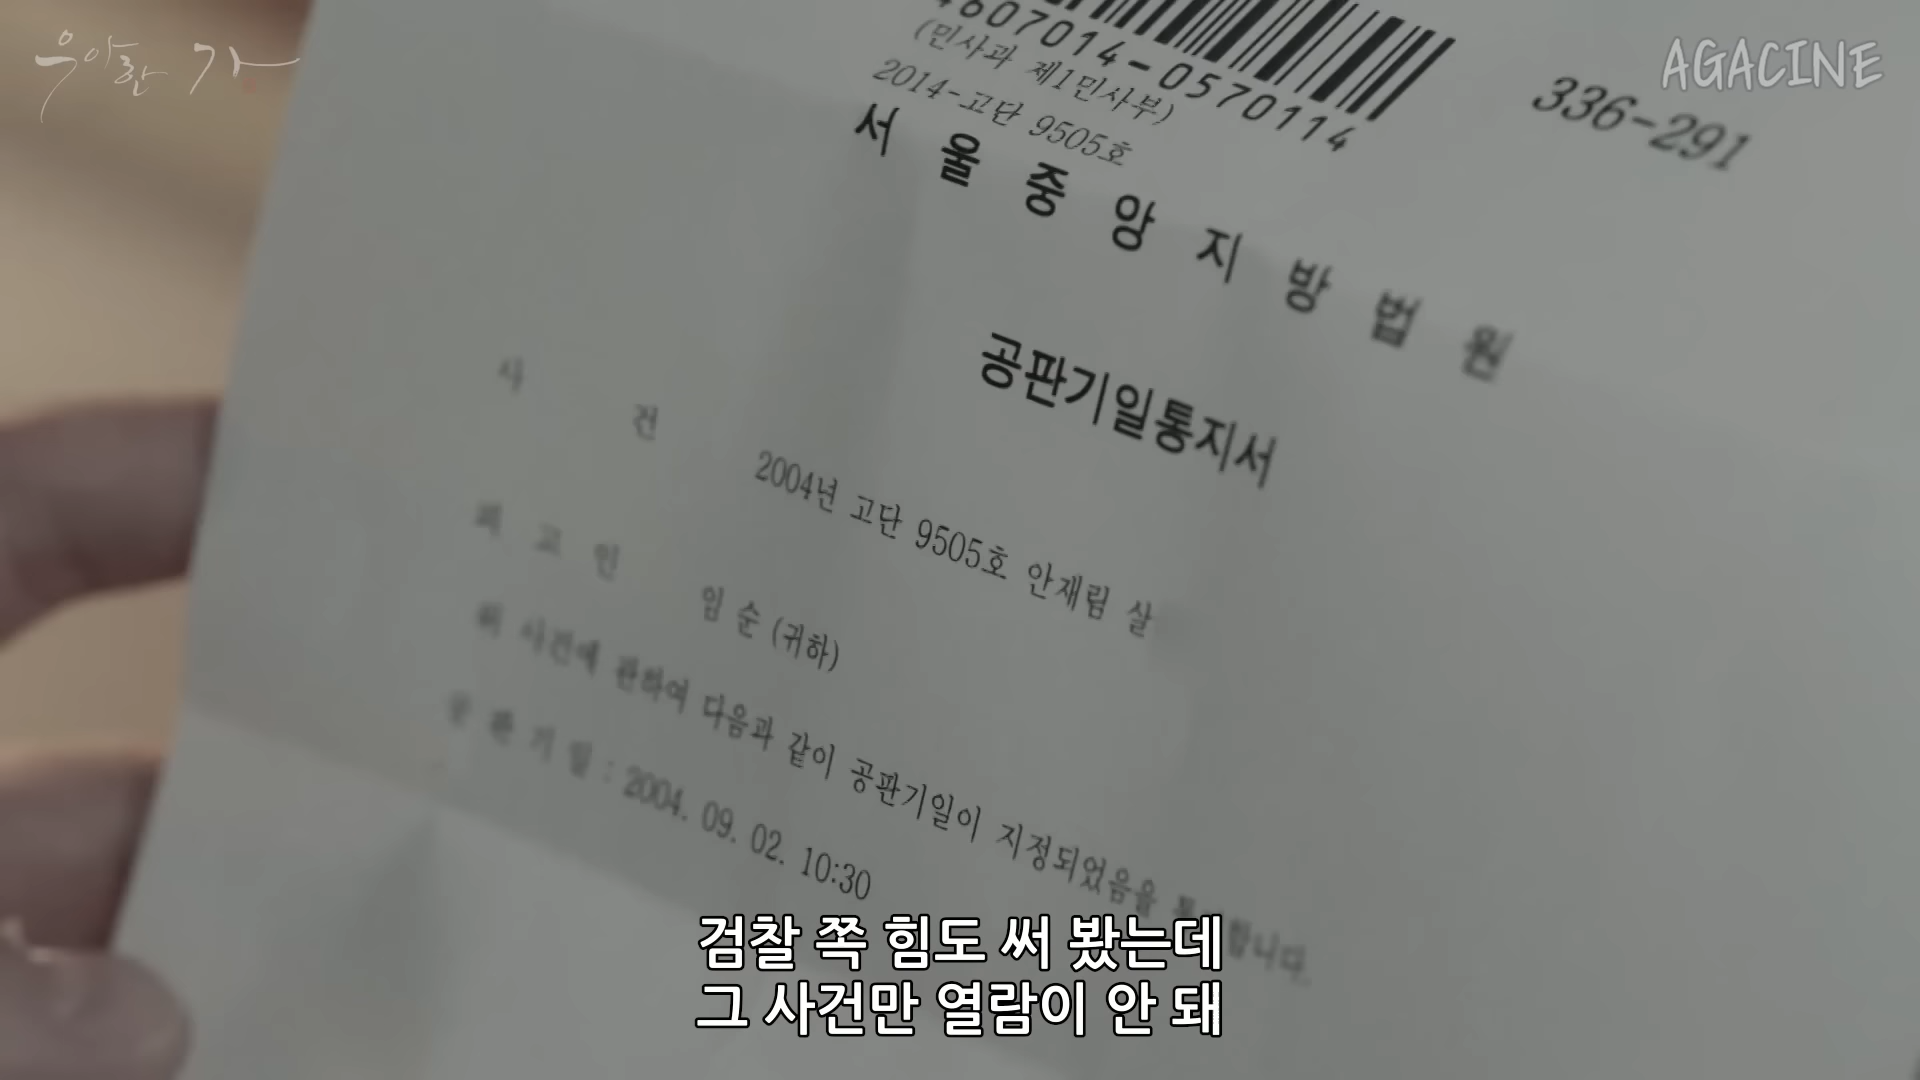 우아한 가
AGACINE
336-291
4607014-0570114
(민사과 제1민사부)
2014-고단 9505호
서울중앙지방법원
공판기일통지서
사 건 2004년 고단 9505호 안재림 살
피 고 인 임 순 (귀하)
위 사건에 관하여 다음과 같이 공판기일이 지정되었음을 통지합니다.
공 판 기 일 : 2004. 09. 02. 10:30
검찰 쪽 힘도 써 봤는데
그 사건만 열람이 안 돼